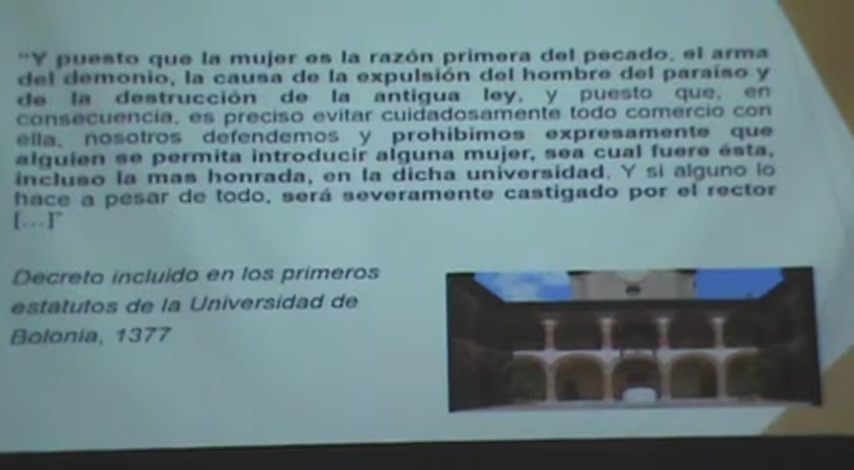 "Y puesto que la mujer es la razón primera del pecado, el arma
del demonio, la causa de la expulsión del hombre del paraíso y
de la destrucción de la antigua ley, y puesto que, en
consecuencia, es preciso evitar cuidadosamente todo comercio con
ella, nosotros defendemos y prohibimos expresamente que
alguien se permita introducir alguna mujer, sea cual fuere ésta,
incluso la mas honrada, en la dicha universidad. Y si alguno lo
hace a pesar de todo, será severamente castigado por el rector
[...]"
Decreto incluido en los primeros
estatutos de la Universidad de
Bolonia, 1377